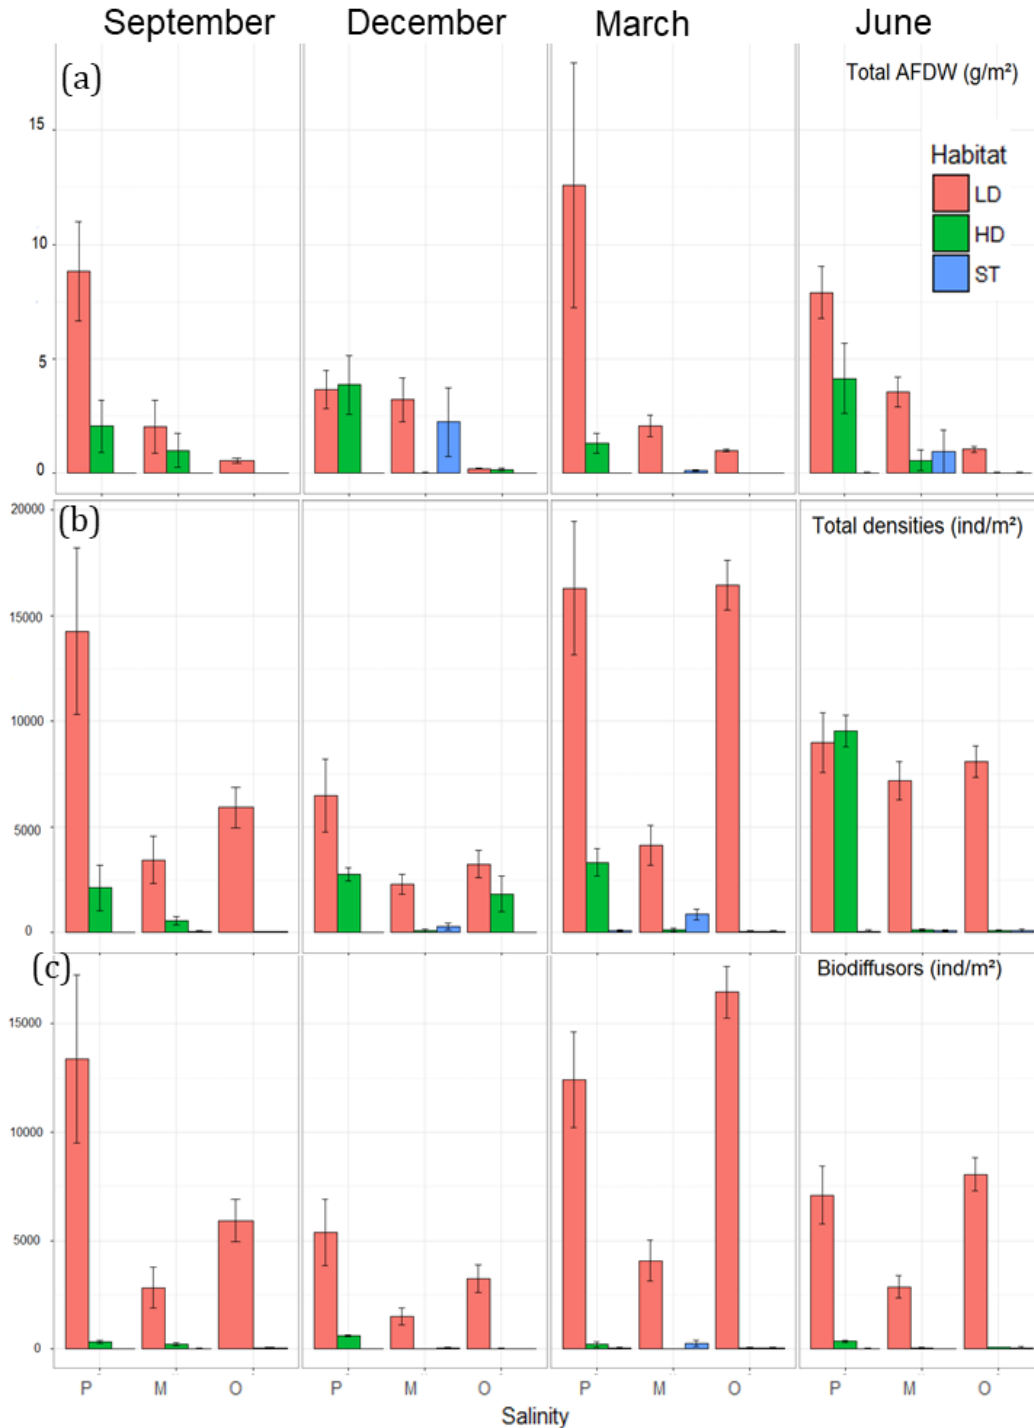 September December March June
(a)
Total AFDW (g/m²)
15
10
5
0
Habitat
LD
HD
ST
(b)
Total densities (ind/m²)
20000
15000
10000
5000
0
(c)
Biodiffusors (ind/m²)
15000
10000
5000
0
P M O P M O P M O P M O
Salinity